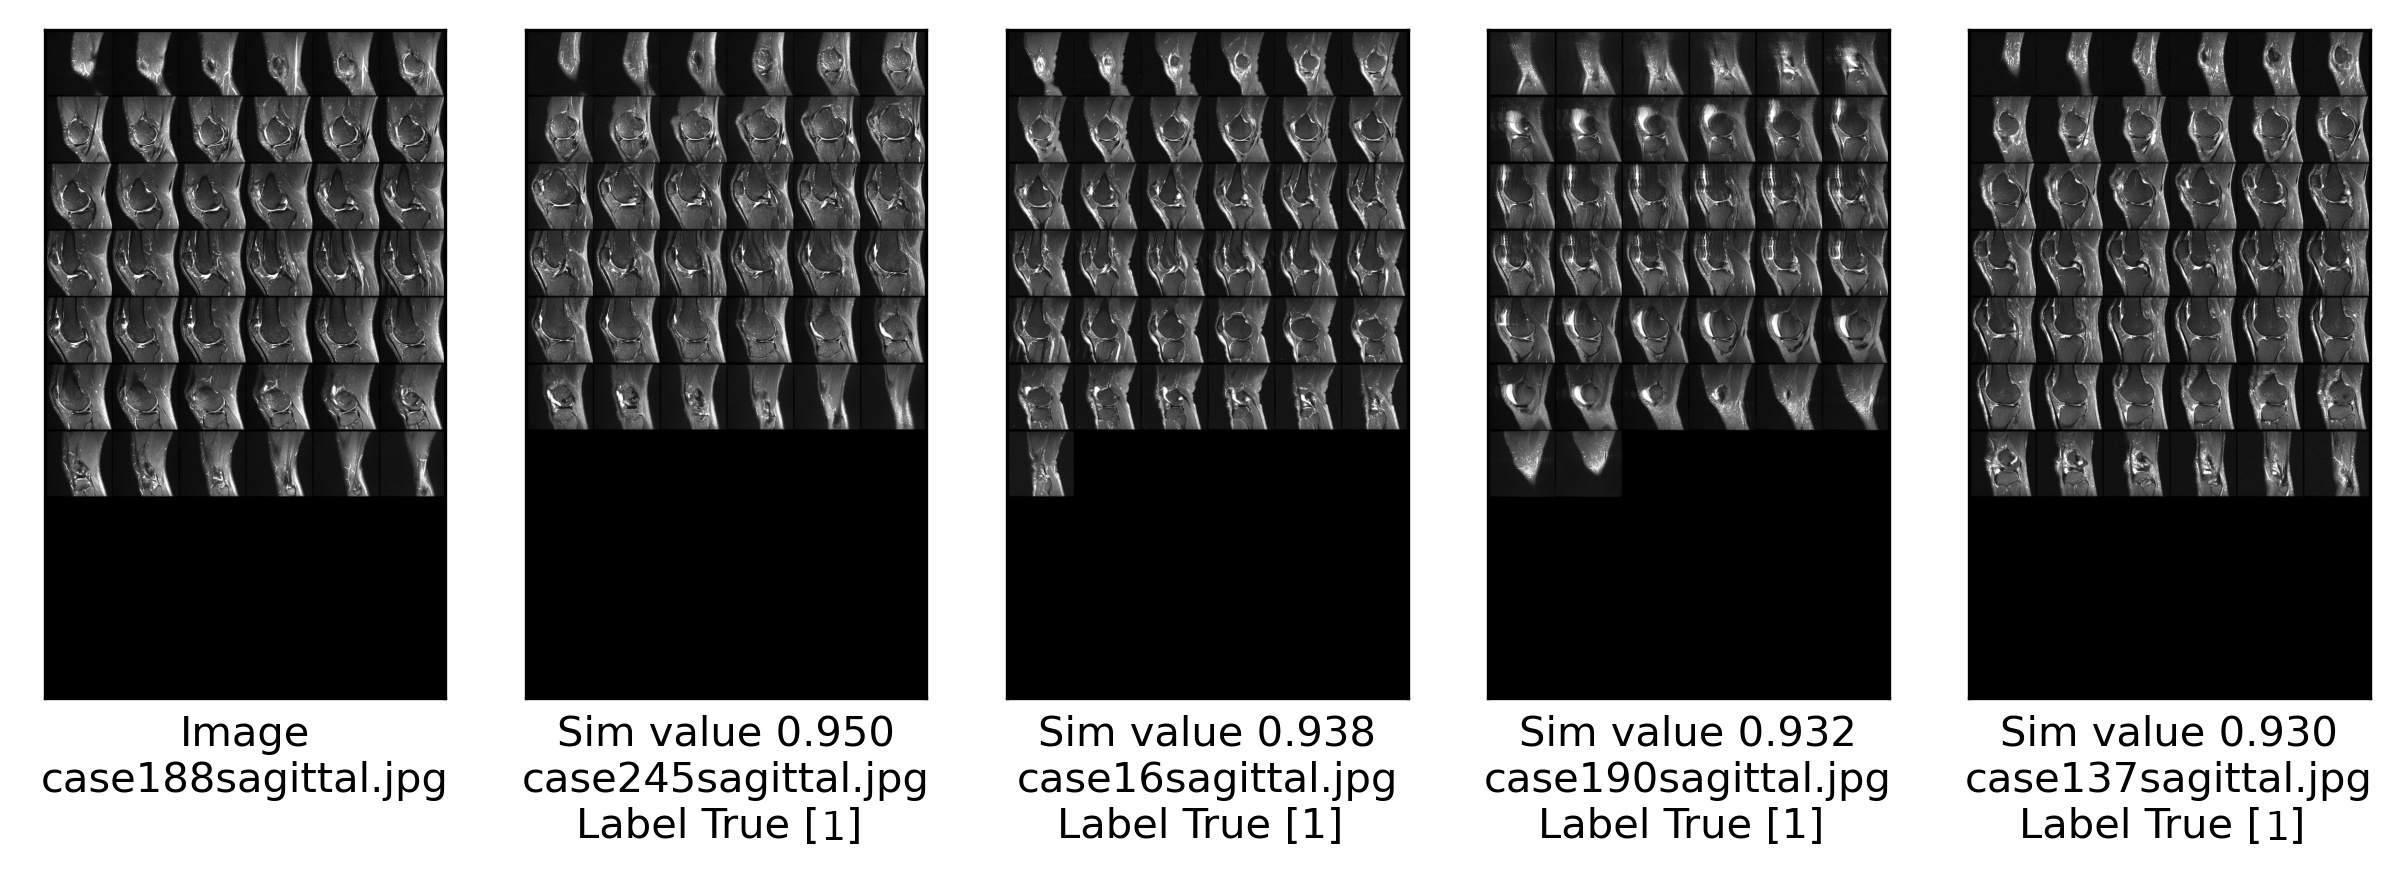 Image
case188sagittal.jpg
Sim value 0.950
case245sagittal.jpg
Label True [1]
Sim value 0.938
case16sagittal.jpg
Label True [1]
Sim value 0.932
case190sagittal.jpg
Label True [1]
Sim value 0.930
case137sagittal.jpg
Label True [1]